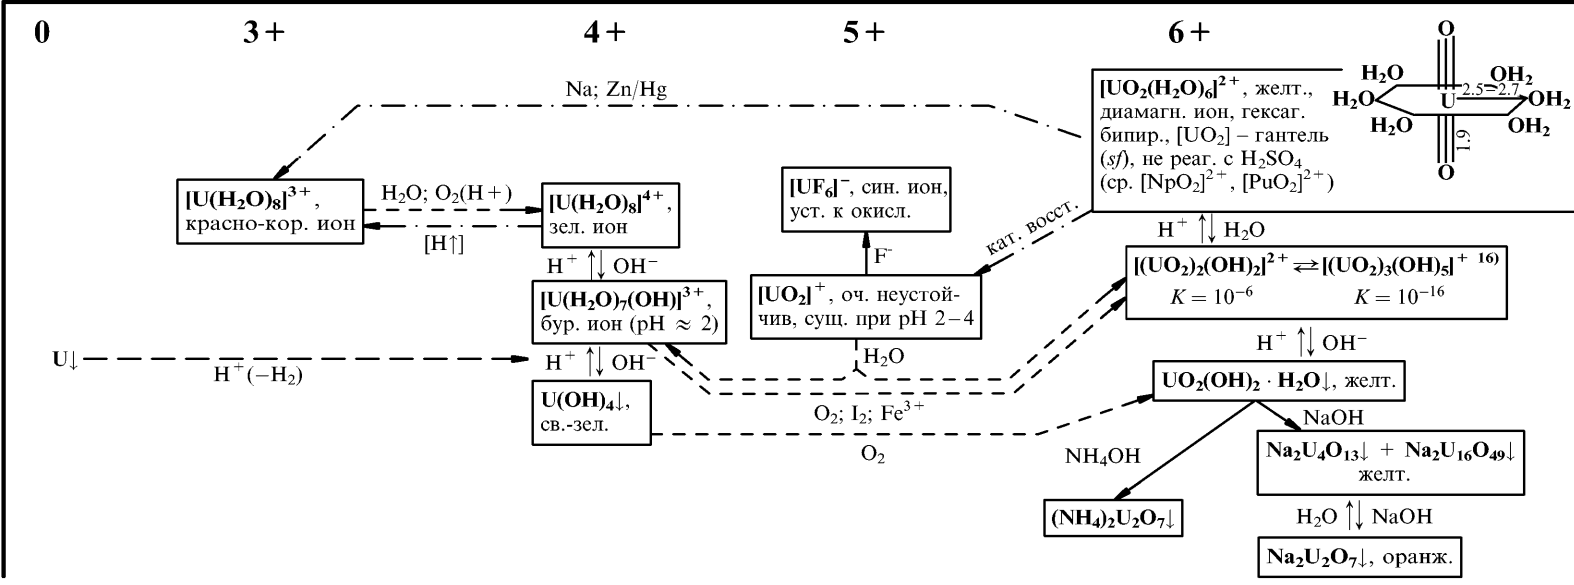 0 3+ 4+ 5+ 6+
Na; Zn/Hg
[UO₂(H₂O)₆]²⁺, желт.,
диамагн. ион, гексаг.
бипир., [UO₂] – гантель
(sf), не реаг. с H₂SO₄
(ср. [NpO₂]²⁺, [PuO₂]²⁺)
O
H₂O OH₂
2.5–2.7
H₂O U OH₂
H₂O OH₂
1.9
O
[U(H₂O)₈]³⁺,
красно-кор. ион
H₂O; O₂(H+)
[H↑]
[U(H₂O)₈]⁴⁺,
зел. ион
[UF₆]⁻, син. ион,
уст. к окисл.
F⁻
кат. восст.
H⁺ ↑↓ H₂O
H⁺ ↑↓ OH⁻
[U(H₂O)₇(OH)]³⁺,
бур. ион (pH ≈ 2)
[UO₂]⁺, оч. неустой-
чив, сущ. при pH 2–4
[(UO₂)₂(OH)₂]²⁺ ⇄ [(UO₂)₃(OH)₅]⁺ ¹⁶⁾
K = 10⁻⁶ K = 10⁻¹⁶
U↓
H⁺(−H₂)
H⁺ ↑↓ OH⁻
H₂O
H⁺ ↑↓ OH⁻
U(OH)₄↓,
св.-зел.
O₂; I₂; Fe³⁺
O₂
UO₂(OH)₂ · H₂O↓, желт.
NaOH
NH₄OH
Na₂U₄O₁₃↓ + Na₂U₁₆O₄₉↓
желт.
(NH₄)₂U₂O₇↓
H₂O ↑↓ NaOH
Na₂U₂O₇↓, оранж.